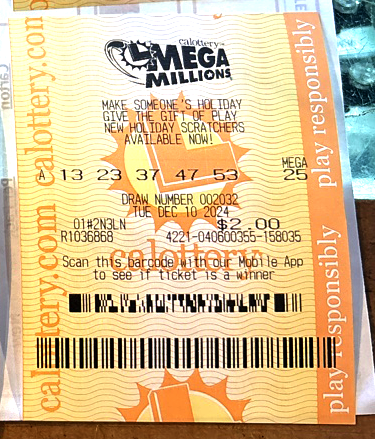 calottery™
MEGA
MILLIONS
MAKE SOMEONE'S HOLIDAY
GIVE THE GIFT OF PLAY
NEW HOLIDAY SCRATCHERS
AVAILABLE NOW!
MEGA
A 13 23 37 47 53 25
DRAW NUMBER 002032
TUE DEC 10 2024
01#2N3LN $2.00
R1036868 4221-040600355-158035
calottery
Scan this barcode with our Mobile App
to see if ticket is a winner
calottery.com calottery.com
play responsibly play responsibly